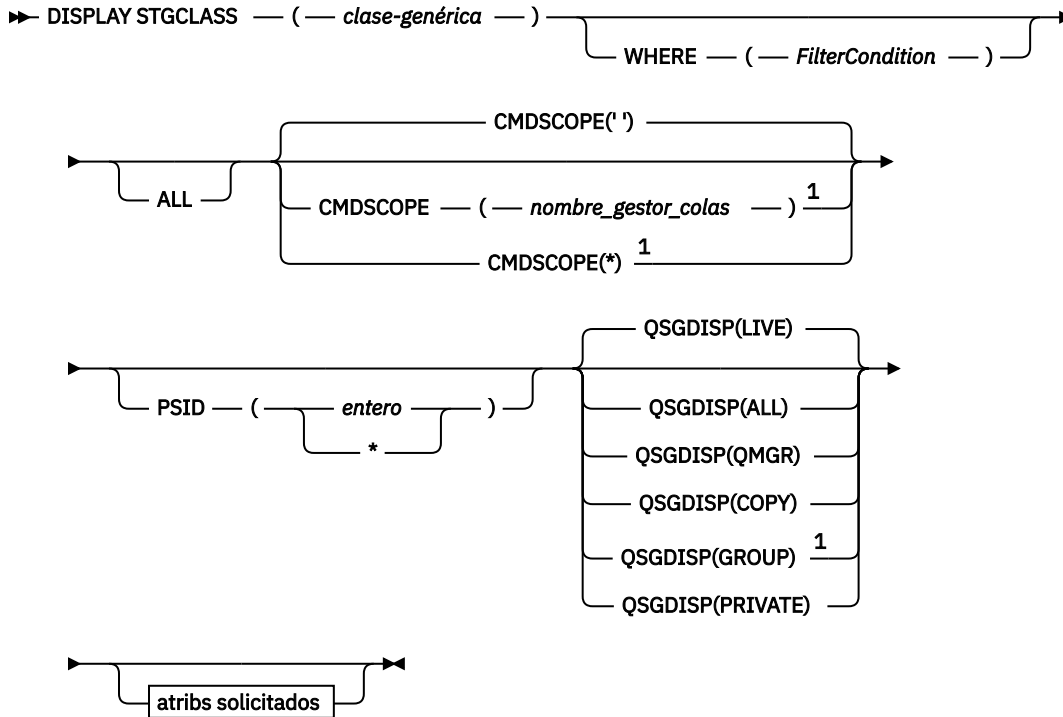 DISPLAY STGCLASS ( clase-genérica )
WHERE ( FilterCondition )
CMDSCOPE(' ')
ALL
CMDSCOPE ( nombre_gestor_colas ) 1
CMDSCOPE(*) 1
QSGDISP(LIVE)
PSID ( entero )
*
QSGDISP(ALL)
QSGDISP(QMGR)
QSGDISP(COPY)
QSGDISP(GROUP) 1
QSGDISP(PRIVATE)
atribs solicitados